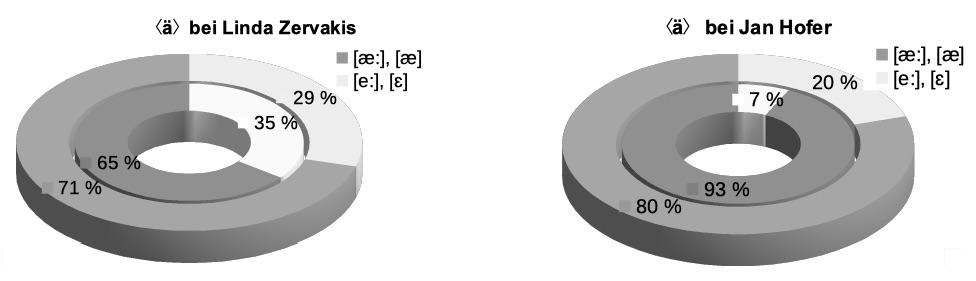 〈ä〉 bei Linda Zervakis
[æ:], [æ]
[e:], [ɛ]
29 %
35 %
65 %
71 %
〈ä〉 bei Jan Hofer
[æ:], [æ]
[e:], [ɛ]
20 %
7 %
93 %
80 %